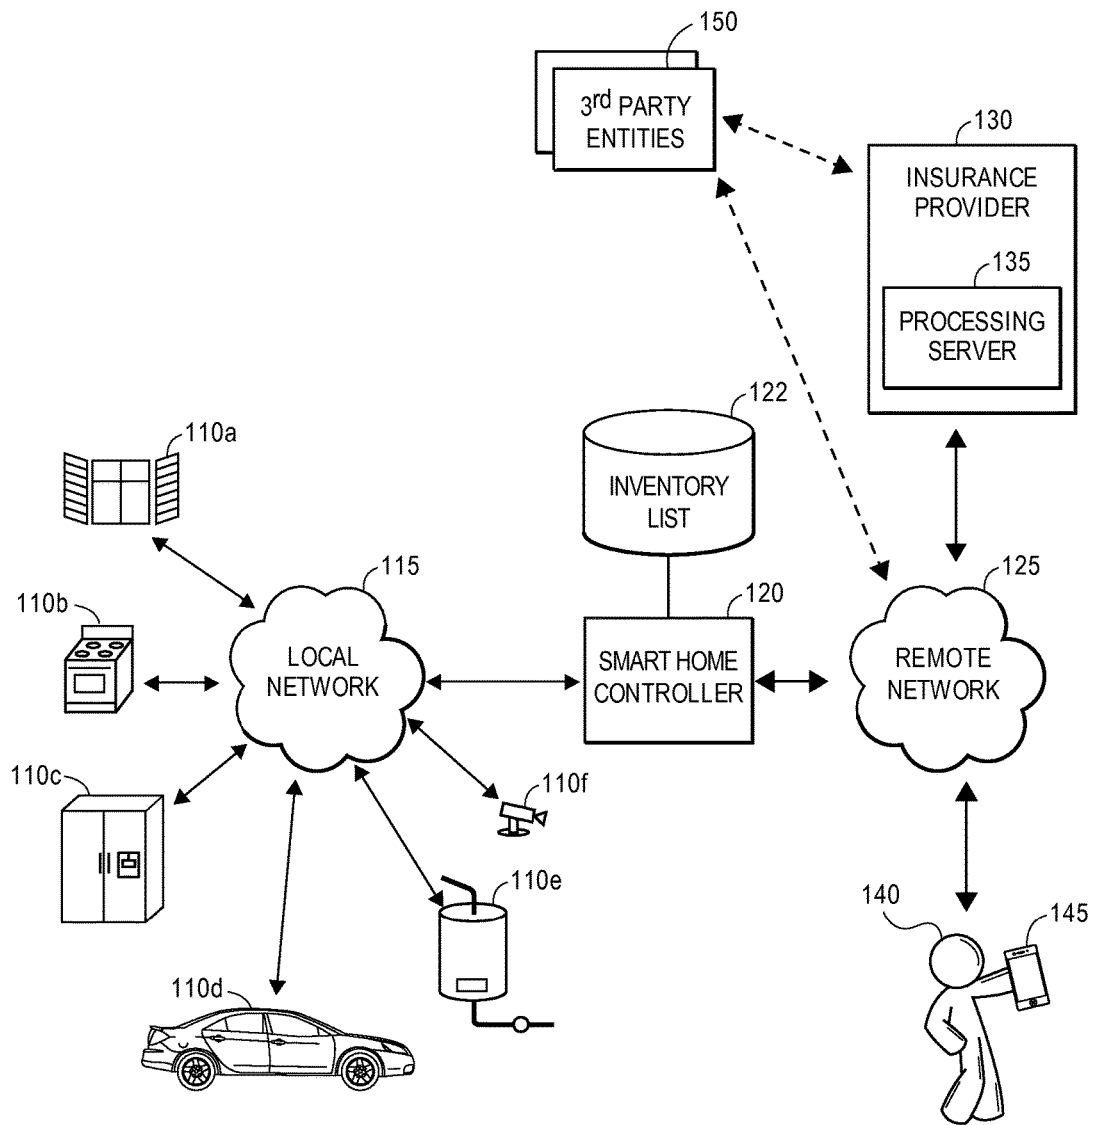 150
3rd PARTY
ENTITIES
130
INSURANCE
PROVIDER
135
PROCESSING
SERVER
122
INVENTORY
LIST
110a
115
LOCAL
NETWORK
110b
120
SMART HOME
CONTROLLER
125
REMOTE
NETWORK
110c
110f
110e
110d
140
145